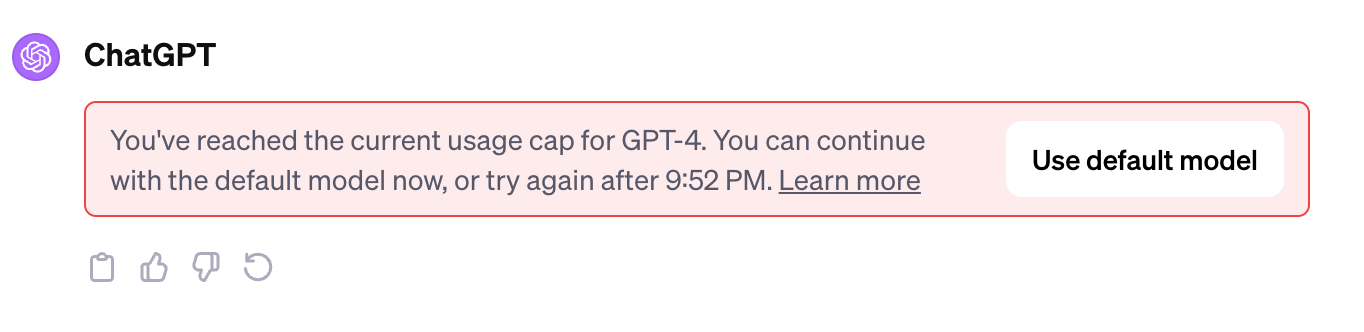 ChatGPT
You've reached the current usage cap for GPT-4. You can continue
with the default model now, or try again after 9:52 PM. Learn more
Use default model